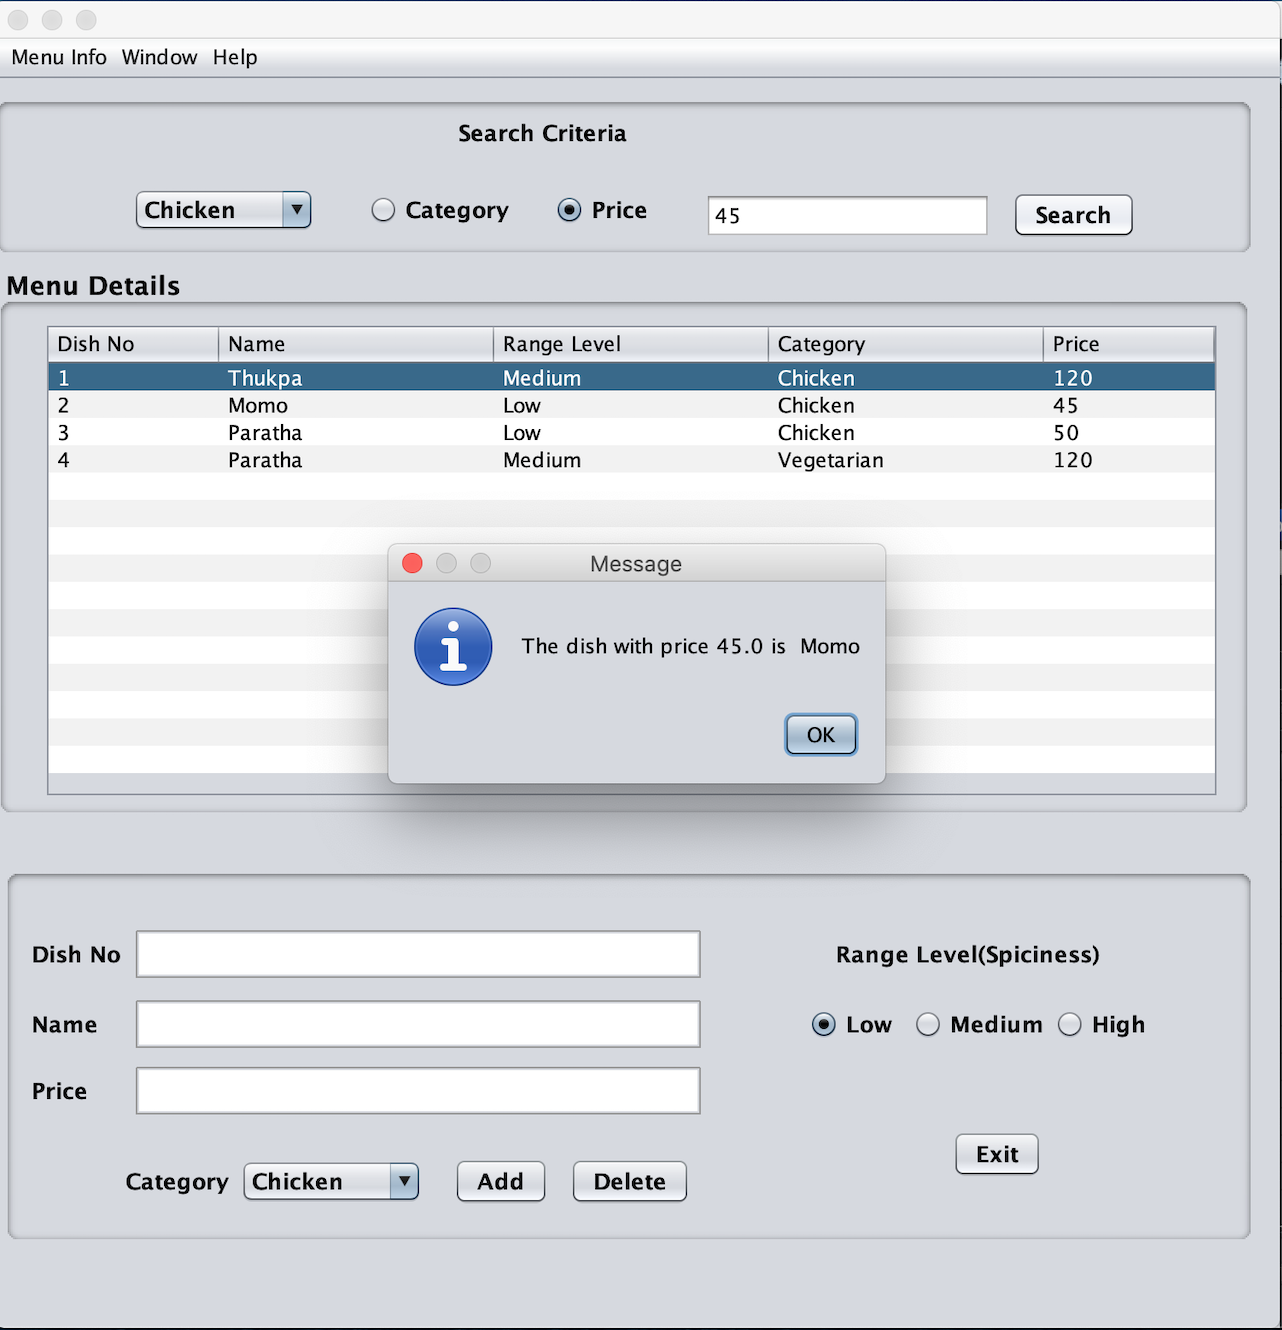 Menu Info Window Help
Search Criteria
Chicken Category Price 45 Search
Menu Details
Dish No Name Range Level Category Price
1 Thukpa Medium Chicken 120
2 Momo Low Chicken 45
3 Paratha Low Chicken 50
4 Paratha Medium Vegetarian 120
Message
The dish with price 45.0 is Momo
OK
Dish No Range Level(Spiciness)
Name Low Medium High
Price
Exit
Category Chicken Add Delete